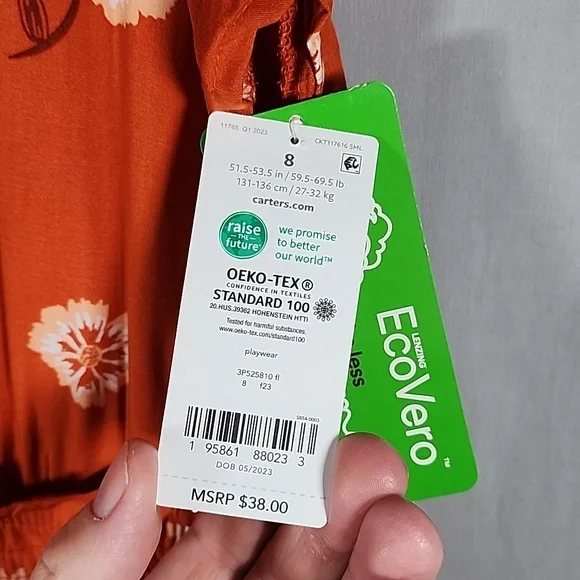 11765 Q1 2023
CKT117616 SML
8
51.5-53.5 in / 59.5-69.5 lb
131-136 cm / 27-32 kg
carters.com
raise
THE
future™
we promise
to better
our world™
OEKO-TEX®
CONFIDENCE IN TEXTILES
STANDARD 100
20.HUS.39362 HOHENSTEIN HTTI
Tested for harmful substances.
www.oeko-tex.com/standard100
playwear
3P525810 fl
8 f23
5854-0003
1 95861 88023 3
DOB 05/2023
MSRP $38.00
LENZING
EcoVero™
less